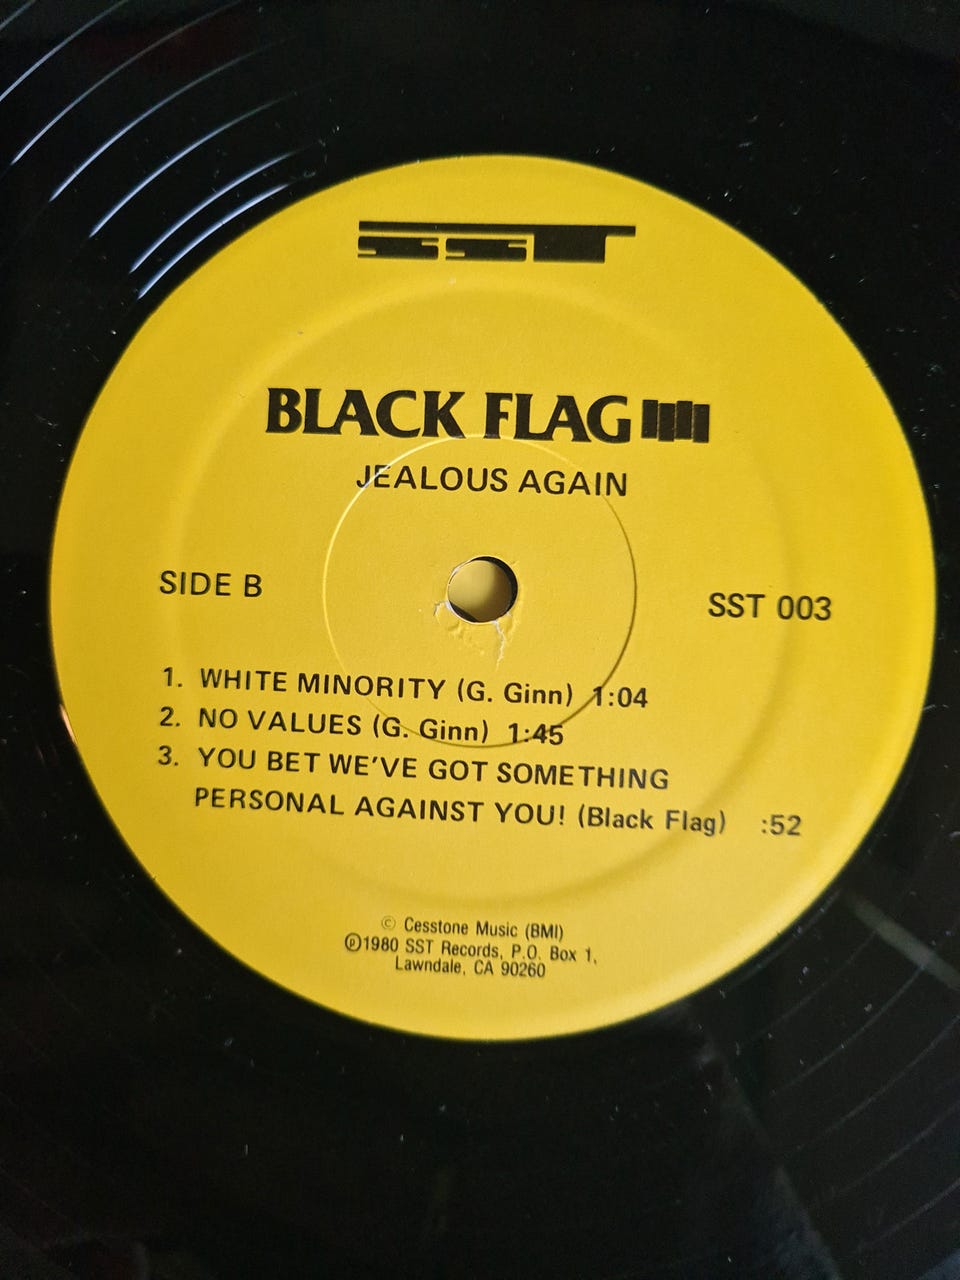 SST
BLACK FLAG
JEALOUS AGAIN
SIDE B
SST 003
1. WHITE MINORITY (G. Ginn) 1:04
2. NO VALUES (G. Ginn) 1:45
3. YOU BET WE'VE GOT SOMETHING
PERSONAL AGAINST YOU! (Black Flag) :52
© Cesstone Music (BMI)
℗1980 SST Records, P.O. Box 1,
Lawndale, CA 90260